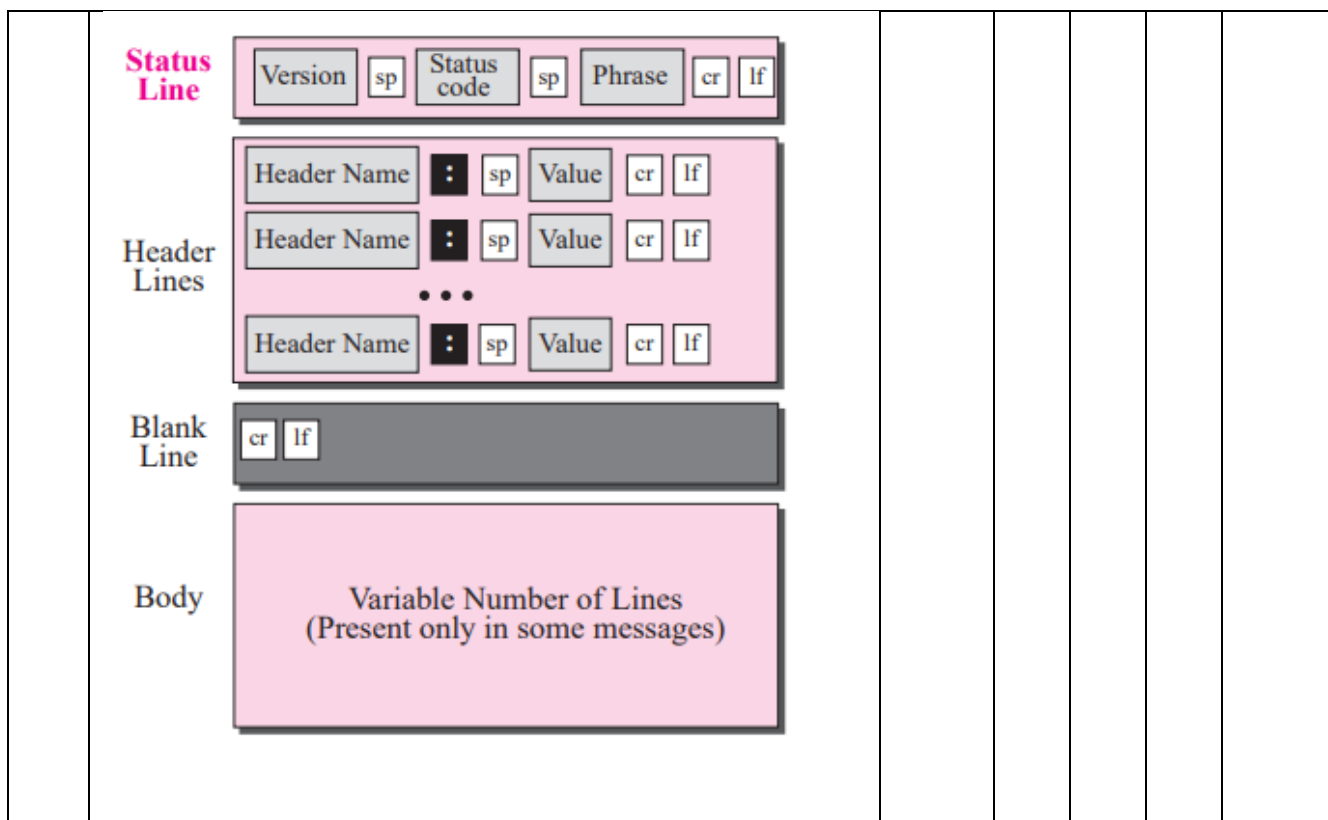 Status
Line
Version sp Status code sp Phrase cr lf
Header
Lines
Header Name : sp Value cr lf
Header Name : sp Value cr lf
• • •
Header Name : sp Value cr lf
Blank
Line
cr lf
Body
Variable Number of Lines
(Present only in some messages)